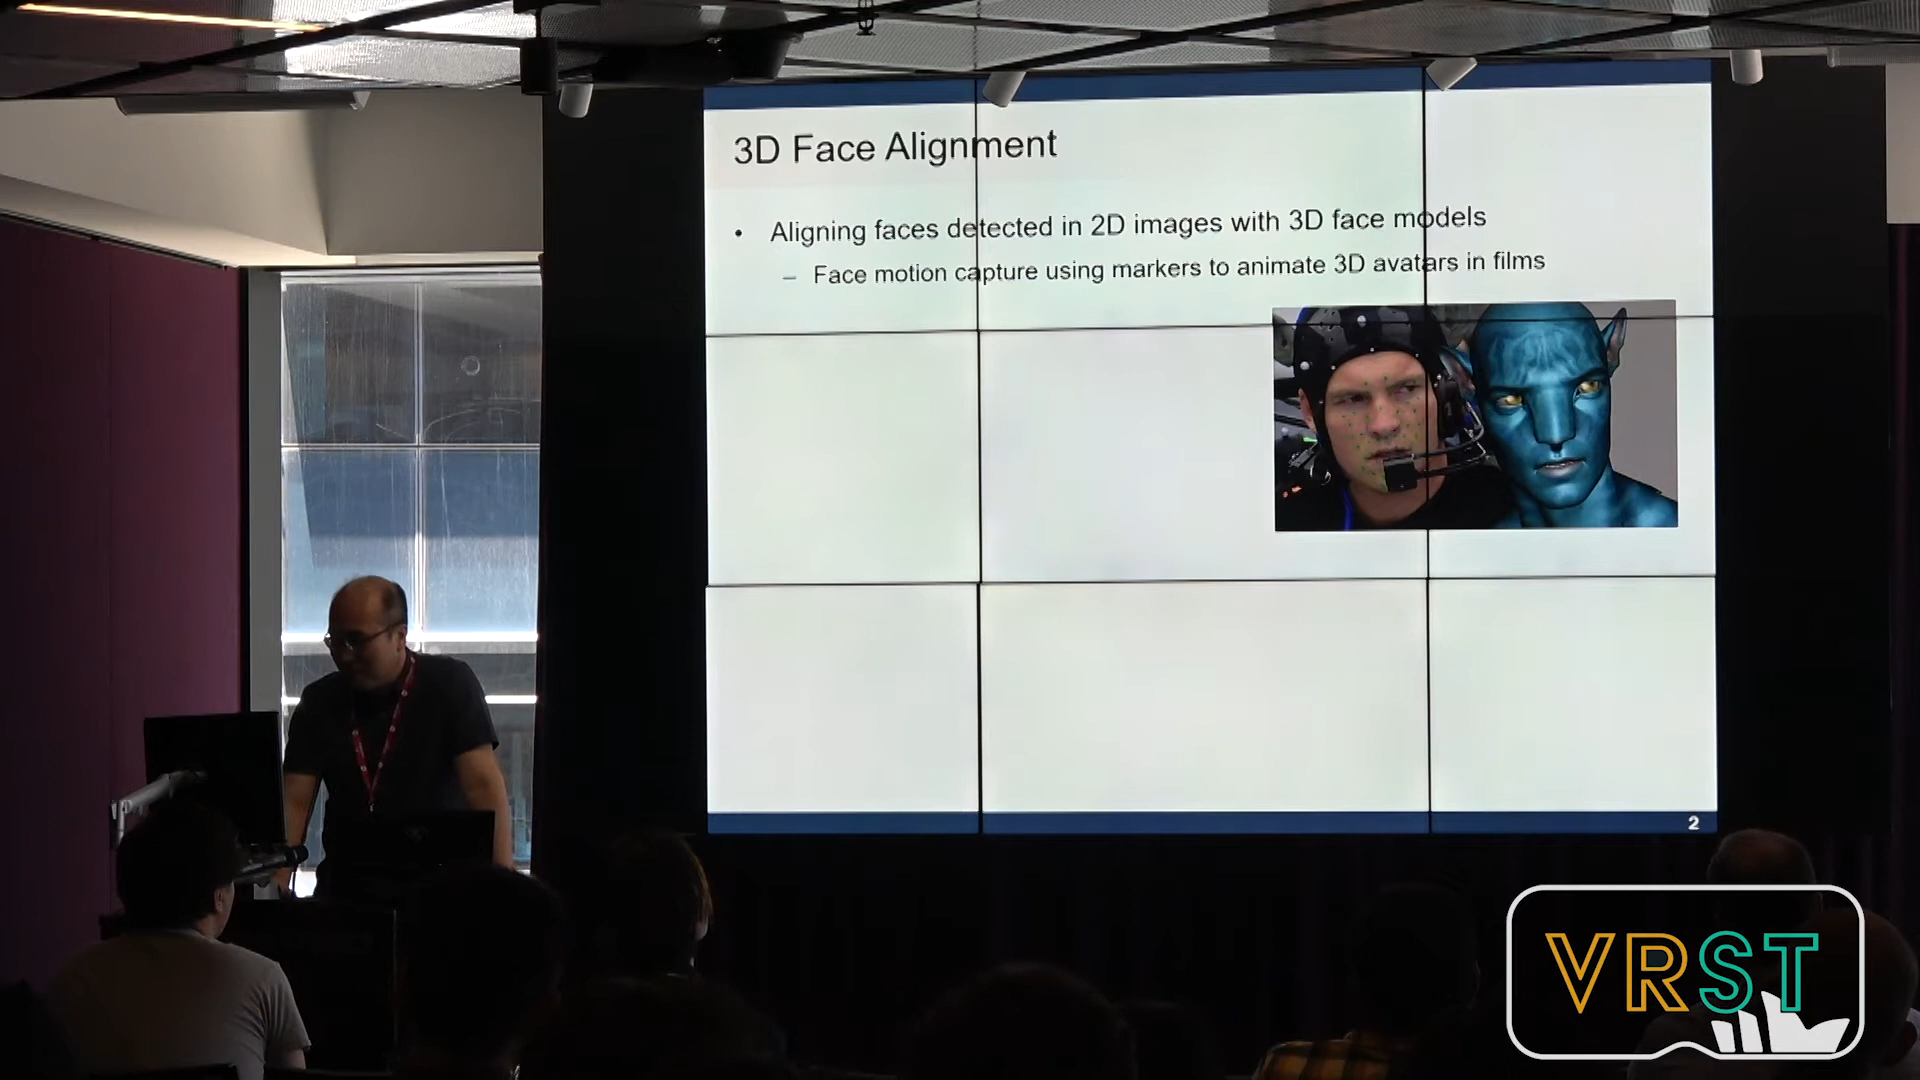 3D Face Alignment
• Aligning faces detected in 2D images with 3D face models
– Face motion capture using markers to animate 3D avatars in films
2
VRST